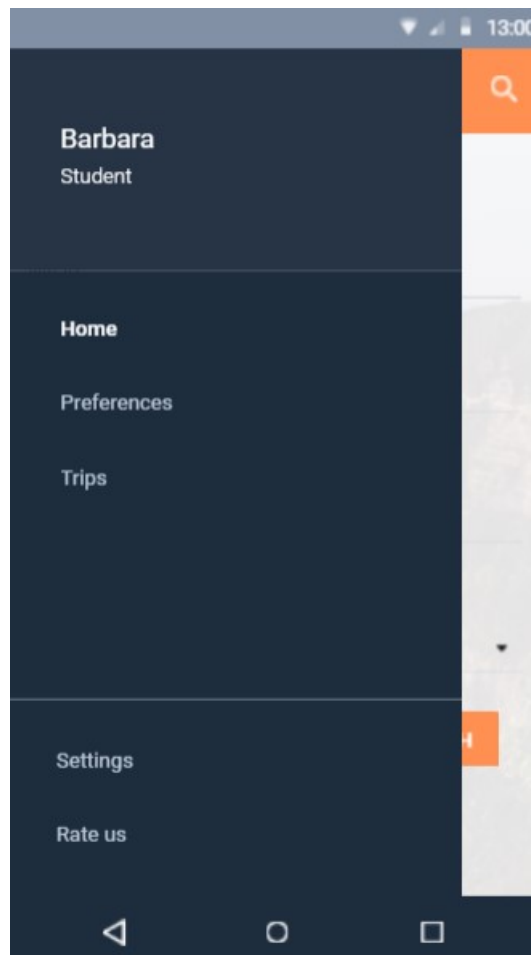 13:00
Barbara
Student
Home
Preferences
Trips
H
Settings
Rate us